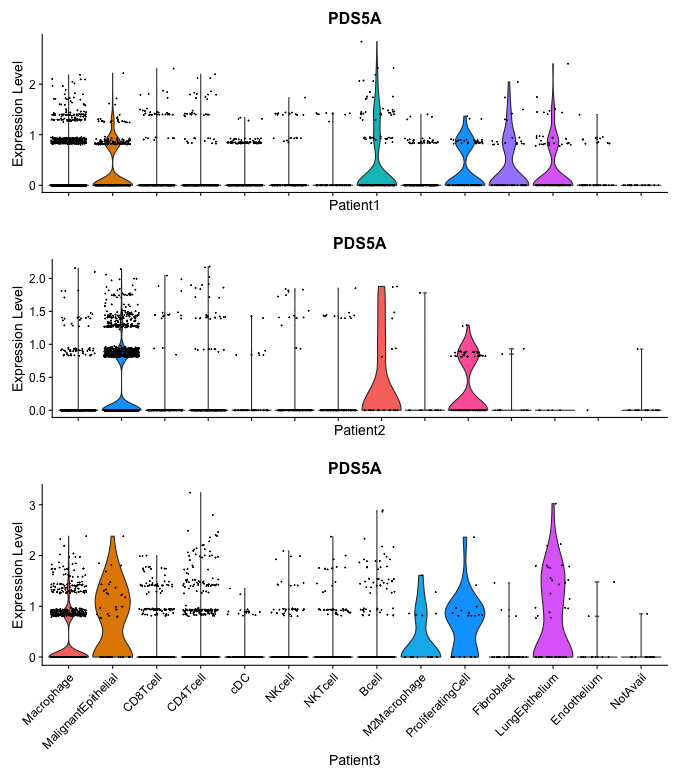 PDS5A
Expression Level
2
1
0
Patient1
PDS5A
Expression Level
2.0
1.5
1.0
0.5
0.0
Patient2
PDS5A
Expression Level
3
2
1
0
Macrophage
MalignantEpithelial
CD8Tcell
CD4Tcell
cDC
NKcell
NKTcell
Bcell
M2Macrophage
ProliferatingCell
Fibroblast
LungEpithelium
Endothelium
NotAvail
Patient3